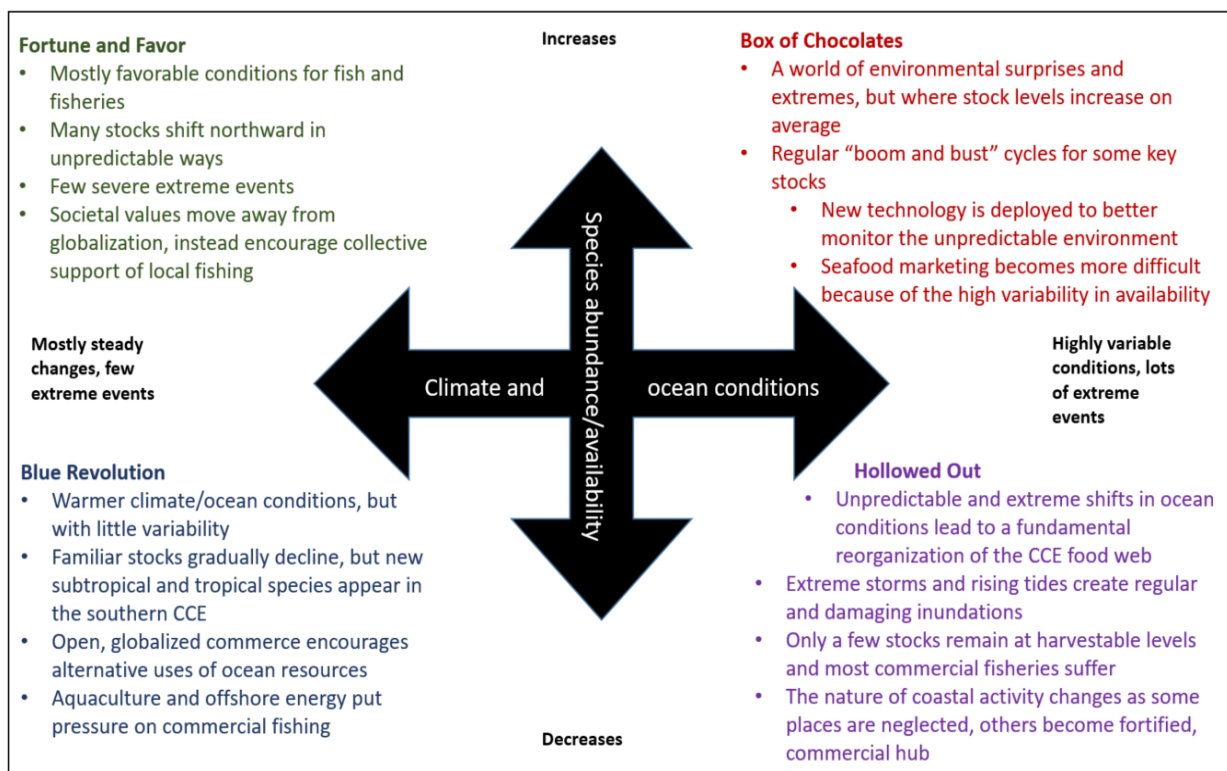 Fortune and Favor
• Mostly favorable conditions for fish and
fisheries
• Many stocks shift northward in
unpredictable ways
• Few severe extreme events
• Societal values move away from
globalization, instead encourage collective
support of local fishing
Increases
Box of Chocolates
• A world of environmental surprises and
extremes, but where stock levels increase on
average
• Regular “boom and bust” cycles for some key
stocks
• New technology is deployed to better
monitor the unpredictable environment
• Seafood marketing becomes more difficult
because of the high variability in availability
Mostly steady
changes, few
extreme events
Climate and ocean conditions
Species abundance/availability
Highly variable
conditions, lots
of extreme
events
Blue Revolution
• Warmer climate/ocean conditions, but
with little variability
• Familiar stocks gradually decline, but new
subtropical and tropical species appear in
the southern CCE
• Open, globalized commerce encourages
alternative uses of ocean resources
• Aquaculture and offshore energy put
pressure on commercial fishing
Decreases
Hollowed Out
• Unpredictable and extreme shifts in ocean
conditions lead to a fundamental
reorganization of the CCE food web
• Extreme storms and rising tides create regular
and damaging inundations
• Only a few stocks remain at harvestable levels
and most commercial fisheries suffer
• The nature of coastal activity changes as some
places are neglected, others become fortified,
commercial hub